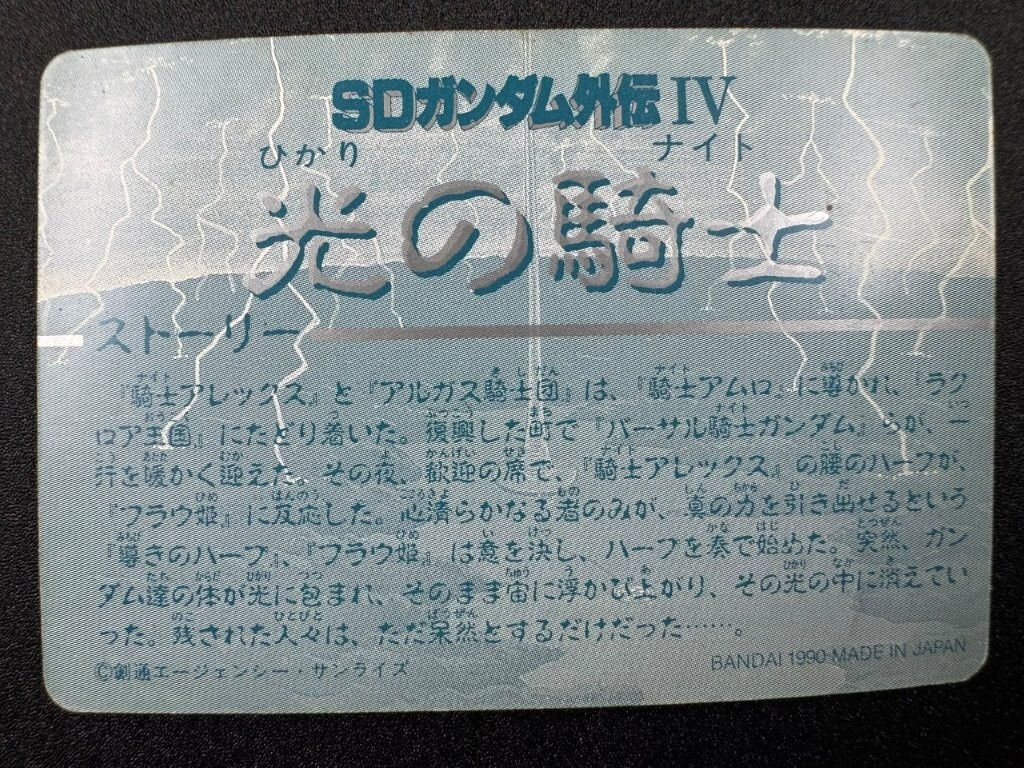 SDガンダム外伝 IV
ひかり ナイト
光の騎士
ストーリー
『騎士アレックス』と『アルガス騎士団』は、『騎士アムロ』に導かれ、『ラク
ロア王国』にたどり着いた。復興した町で『バーサル騎士ガンダム』らが、一
行を暖かく迎えた。その夜、歓迎の席で、『騎士アレックス』の腰のハープが、
『フラウ姫』に反応した。心清らかなる者のみが、真の力を引き出せるという
『導きのハープ』、『フラウ姫』は意を決し、ハープを奏で始めた。突然、ガン
ダム達の体が光に包まれ、そのまま宙に浮かび上がり、その光の中に消えてい
った。残された人々は、ただ呆然とするだけだった……。
©創通エージェンシー・サンライズ
BANDAI 1990 MADE IN JAPAN